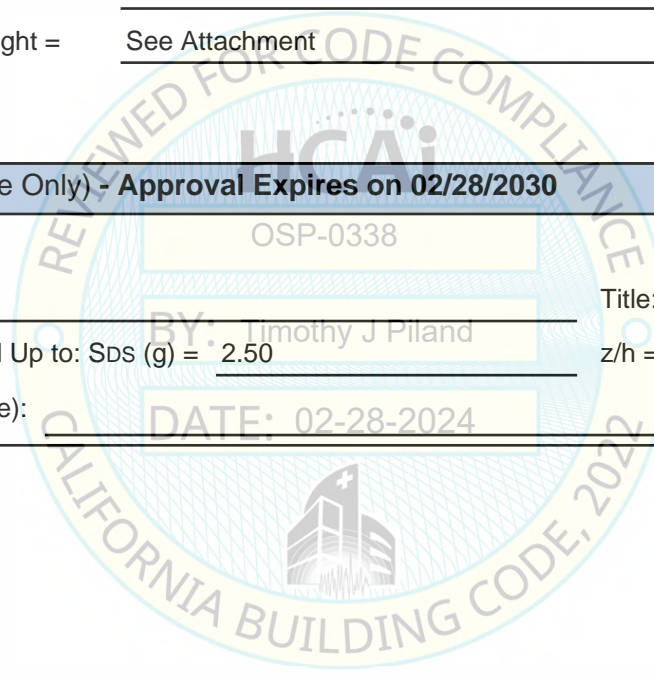 ght = See Attachment
REVIEWED FOR CODE COMPLIANCE
HCAi
e Only) - Approval Expires on 02/28/2030
OSP-0338
Title:
BY: Timothy J Piland
Up to: SDS (g) = 2.50 z/h =
e):
DATE: 02-28-2024
CALIFORNIA BUILDING CODE, 2022